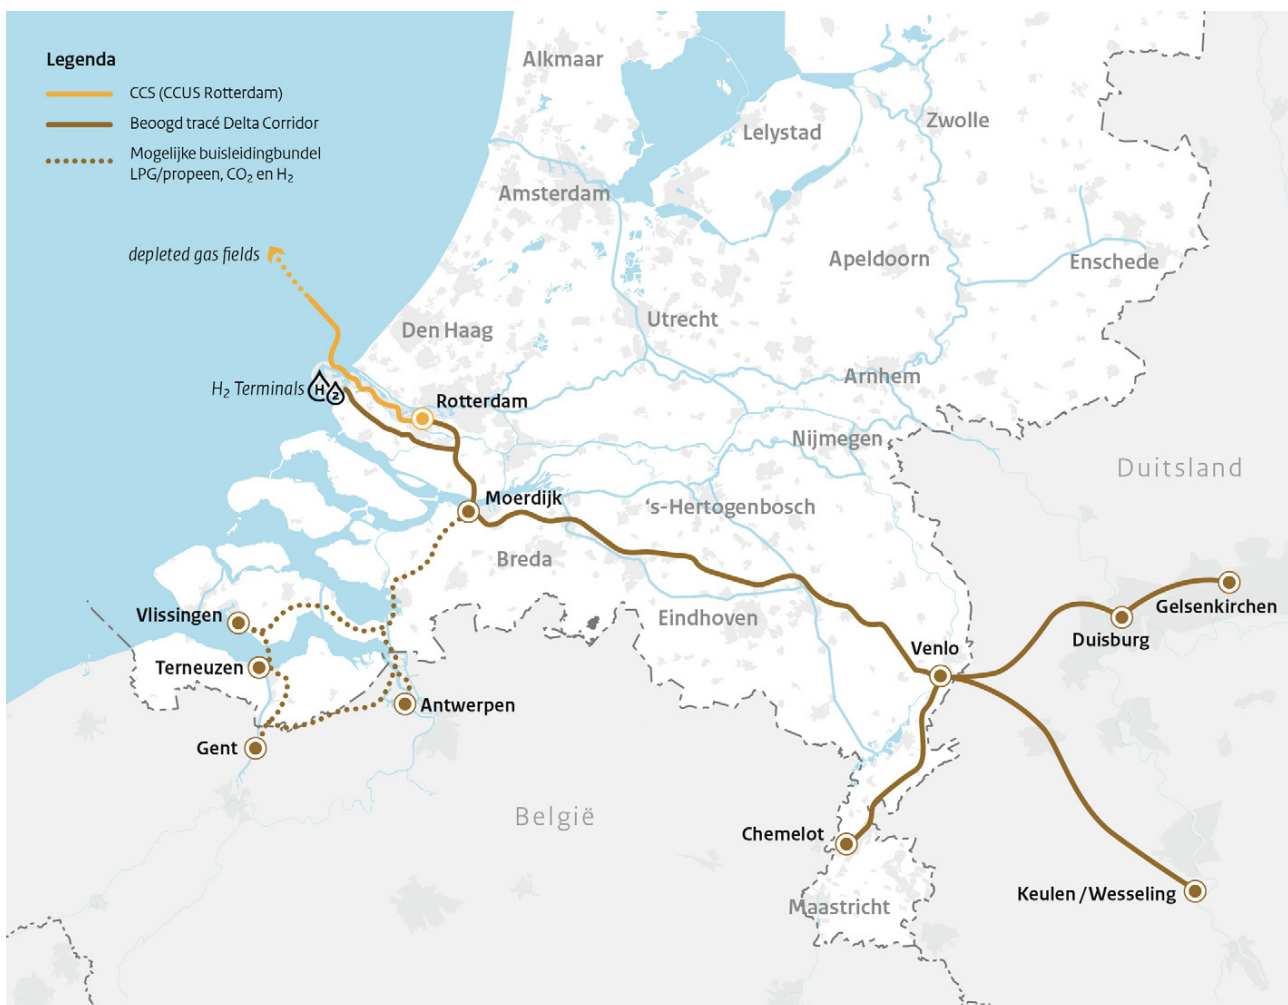 Legenda
CCS (CCUS Rotterdam)
Beoogd tracé Delta Corridor
Mogelijke buisleidingbundel
LPG/propeen, CO₂ en H₂
Alkmaar
Lelystad
Zwolle
Amsterdam
depleted gas fields
Apeldoorn
Enschede
Den Haag
Utrecht
H₂ Terminals
H 2
Arnhem
Rotterdam
Nijmegen
Duitsland
Moerdijk
‘s-Hertogenbosch
Breda
Vlissingen
Eindhoven
Gelsenkirchen
Duisburg
Venlo
Terneuzen
Antwerpen
Gent
België
Chemelot
Keulen /Wesseling
Maastricht